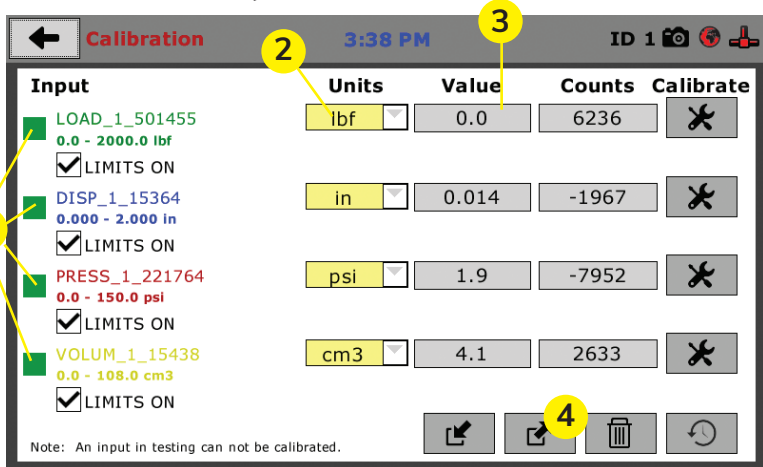 Calibration 3:38 PM ID 1
2 3
Input Units Value Counts Calibrate
LOAD_1_501455 lbf 0.0 6236
0.0 - 2000.0 lbf
LIMITS ON
DISP_1_15364 in 0.014 -1967
0.000 - 2.000 in
LIMITS ON
PRESS_1_221764 psi 1.9 -7952
0.0 - 150.0 psi
LIMITS ON
VOLUM_1_15438 cm3 4.1 2633
0.0 - 108.0 cm3
LIMITS ON
4
Note: An input in testing can not be calibrated.